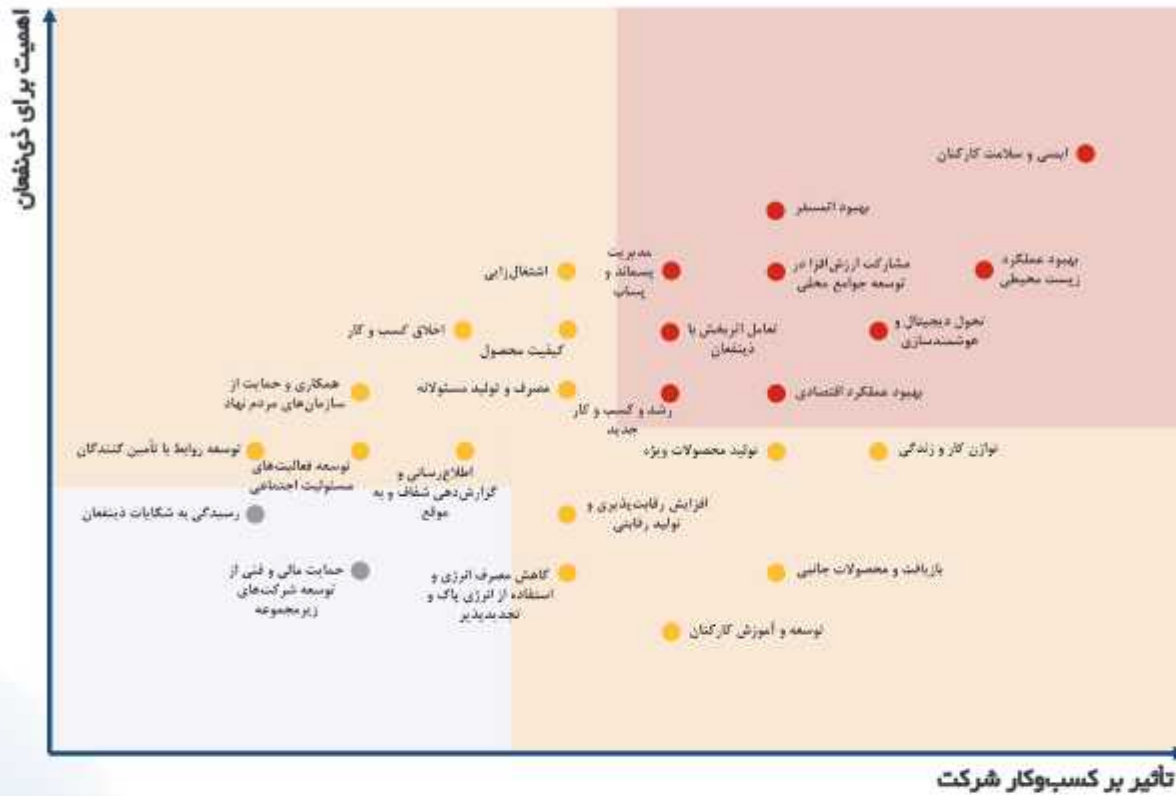 اهمیت برای ذی‌نفعان
ایمنی و سلامت کارکنان
بهبود اتمسفر
بهبود عملکرد
زیست محیطی
مشارکت ارزش‌افزا در
توسعه جوامع محلی
مدیریت
پسماند و
پساب
اشتغال‌زایی
تحول دیجیتال و
هوشمندسازی
تعامل اثربخش با
ذینفعان
کیفیت محصول
اخلاق کسب و کار
بهبود عملکرد اقتصادی
رشد و کسب و کار
جدید
مصرف و تولید مسئولانه
همکاری و حمایت از
سازمان‌های مردم نهاد
توازن کار و زندگی
تولید محصولات ویژه
اطلاع‌رسانی و
گزارش‌دهی شفاف و به
موقع
توسعه فعالیت‌های
مسئولیت اجتماعی
توسعه روابط با تأمین کنندگان
افزایش رقابت‌پذیری و
تولید رقابتی
رسیدگی به شکایات ذینفعان
بازیافت و محصولات جانبی
کاهش مصرف انرژی و
استفاده از انرژی پاک و
تجدیدپذیر
حمایت مالی و فنی از
توسعه شرکت‌های
زیرمجموعه
توسعه و آموزش کارکنان
تأثیر بر کسب‌وکار شرکت